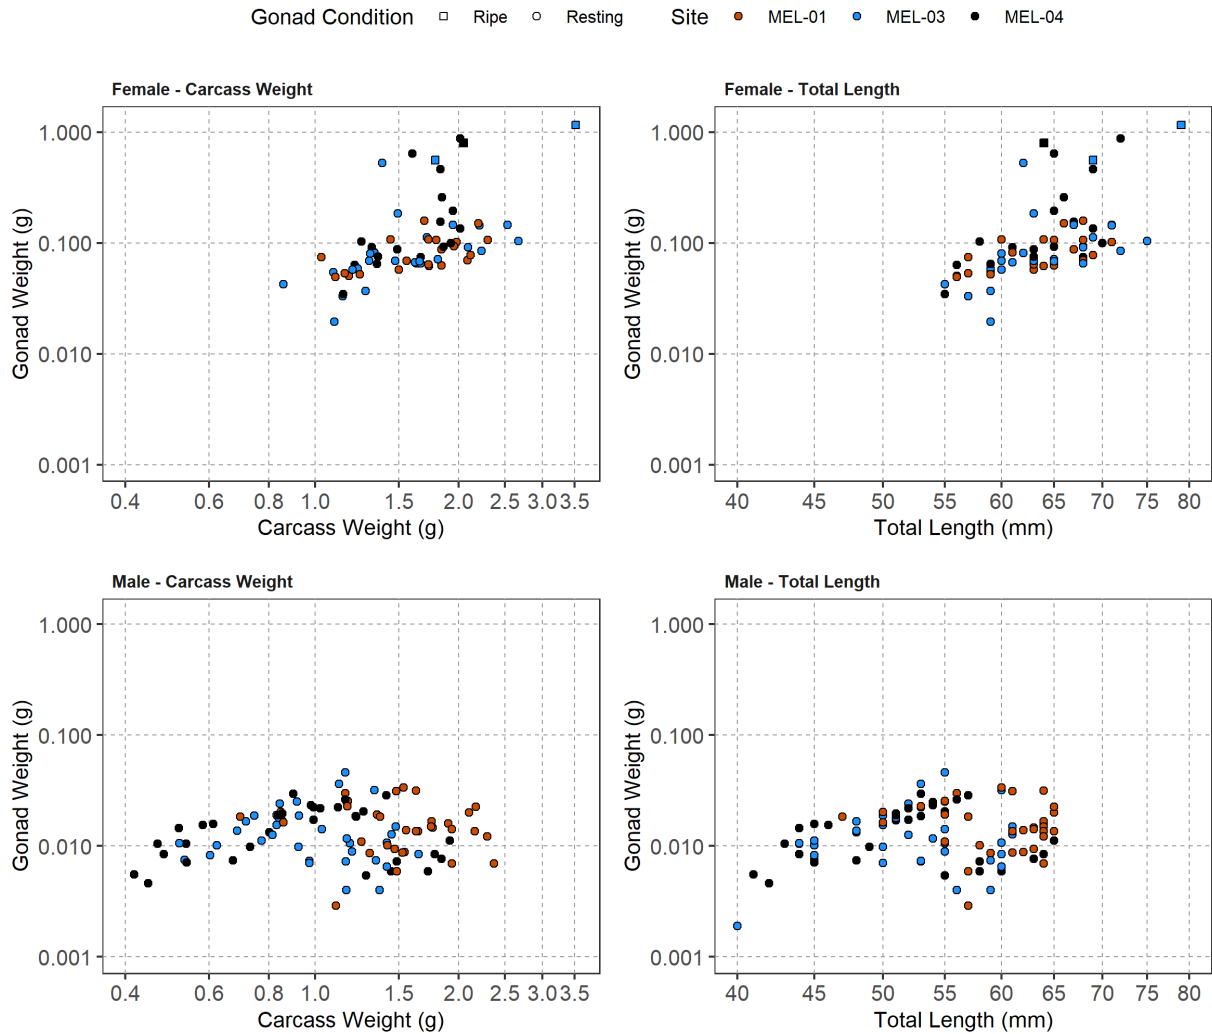 Gonad Condition Ripe Resting Site MEL-01 MEL-03 MEL-04
Female - Carcass Weight
Gonad Weight (g)
1.000
0.100
0.010
0.001
0.4 0.6 0.8 1.0 1.5 2.0 2.5 3.0 3.5
Carcass Weight (g)
Female - Total Length
Gonad Weight (g)
1.000
0.100
0.010
0.001
40 45 50 55 60 65 70 75 80
Total Length (mm)
Male - Carcass Weight
Gonad Weight (g)
1.000
0.100
0.010
0.001
0.4 0.6 0.8 1.0 1.5 2.0 2.5 3.0 3.5
Carcass Weight (g)
Male - Total Length
Gonad Weight (g)
1.000
0.100
0.010
0.001
40 45 50 55 60 65 70 75 80
Total Length (mm)